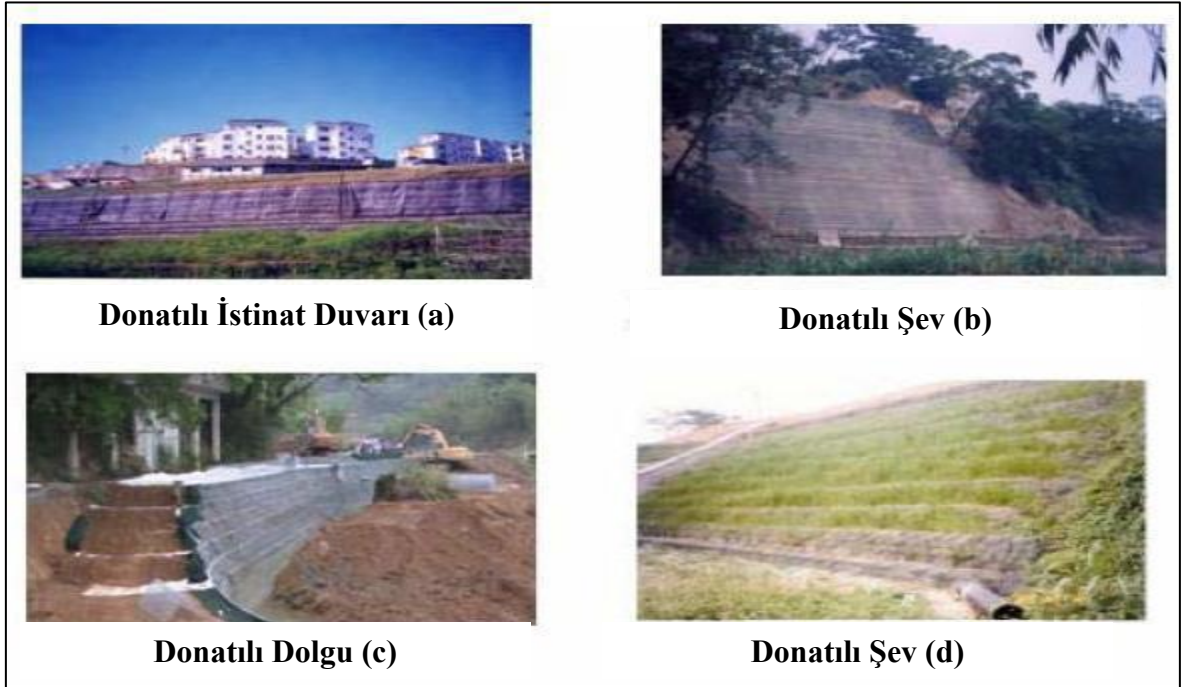 Donatılı İstinat Duvarı (a)
Donatılı Şev (b)
Donatılı Dolgu (c)
Donatılı Şev (d)